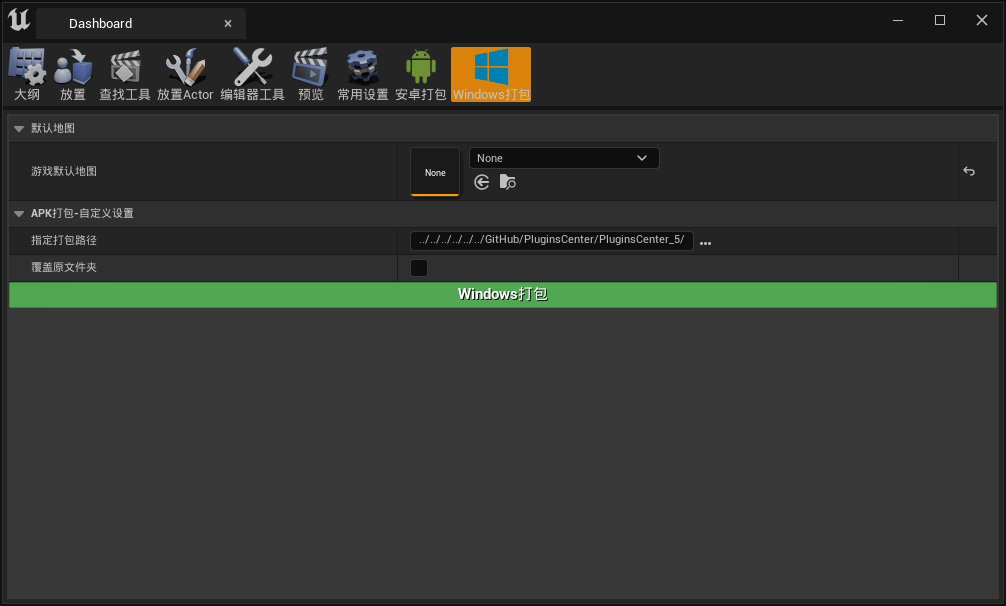 Dashboard
大纲 放置 查找工具 放置Actor 编辑器工具 预览 常用设置 安卓打包 Windows打包
默认地图
游戏默认地图 None None
APK打包-自定义设置
指定打包路径 ../../../../../../GitHub/PluginsCenter/PluginsCenter_5/ ...
覆盖原文件夹
Windows打包